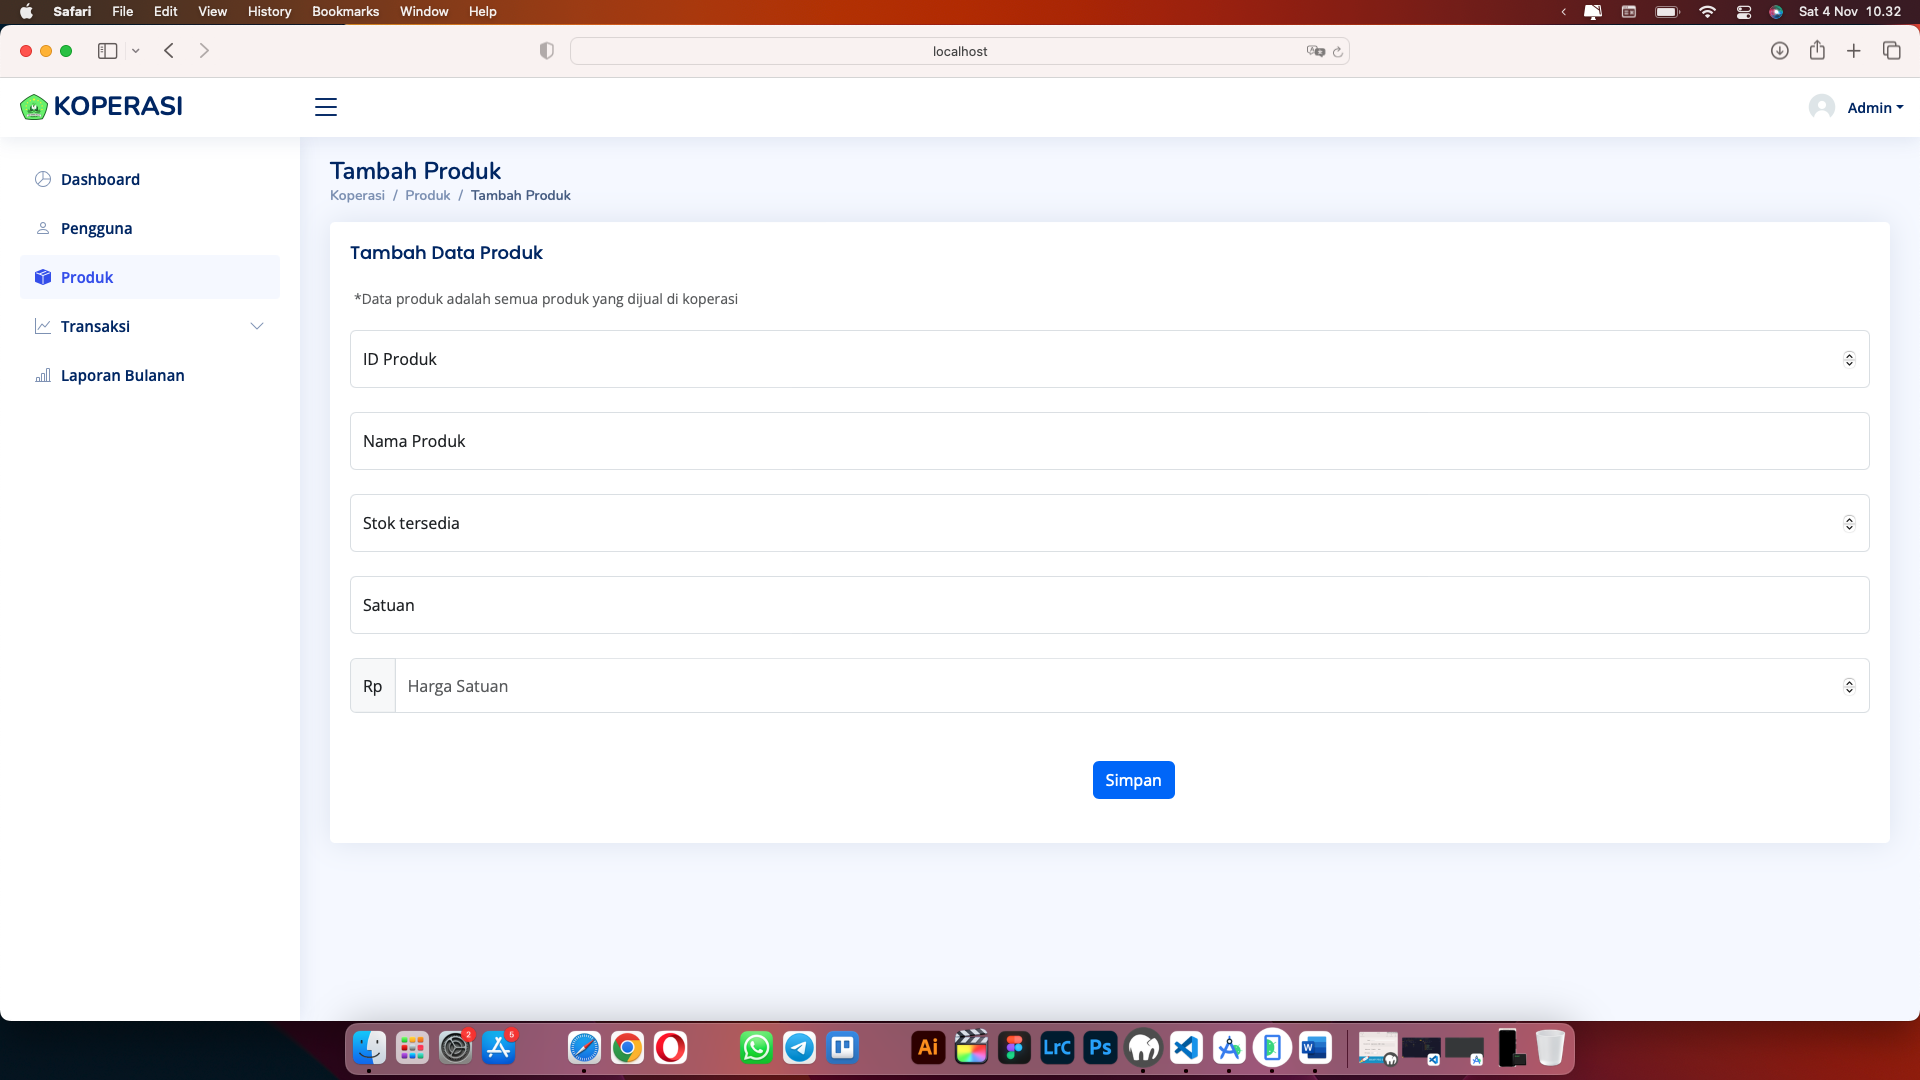 Safari File Edit View History Bookmarks Window Help
Sat 4 Nov 10.32
localhost
KOPERASI
Admin
Dashboard
Pengguna
Produk
Transaksi
Laporan Bulanan
Tambah Produk
Koperasi / Produk / Tambah Produk
Tambah Data Produk
*Data produk adalah semua produk yang dijual di koperasi
ID Produk
Nama Produk
Stok tersedia
Satuan
Rp Harga Satuan
Simpan
2
5
Ai
LrC
Ps
W